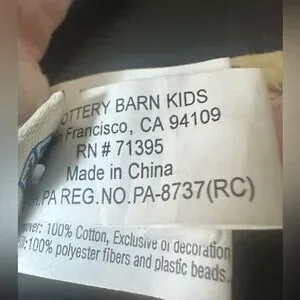 OTTERY BARN KIDS
n Francisco, CA 94109
RN # 71395
Made in China
PA REG.NO.PA-8737(RC)
over: 100% Cotton, Exclusive of decoration
100% polyester fibers and plastic beads.